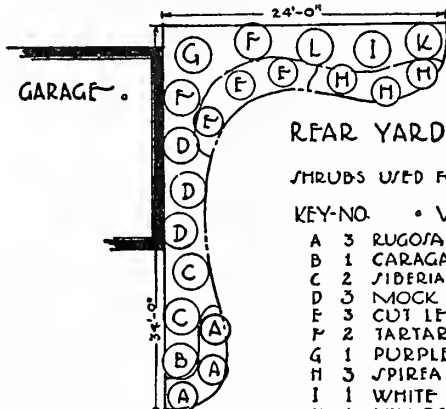 24'-0"
G F L I K
E E H H H
GARAGE •
F
E
D
D
D
C
C A
B A
A
34'-0"
REAR YARD
SHRUBS USED F
KEY-NO. • V
A 3 RUGOSA
B 1 CARAGA
C 2 SIBERIA
D 3 MOCK
E 3 CUT LE
F 2 TARTAR
G 1 PURPLE
H 3 SPIREA
I 1 WHITE